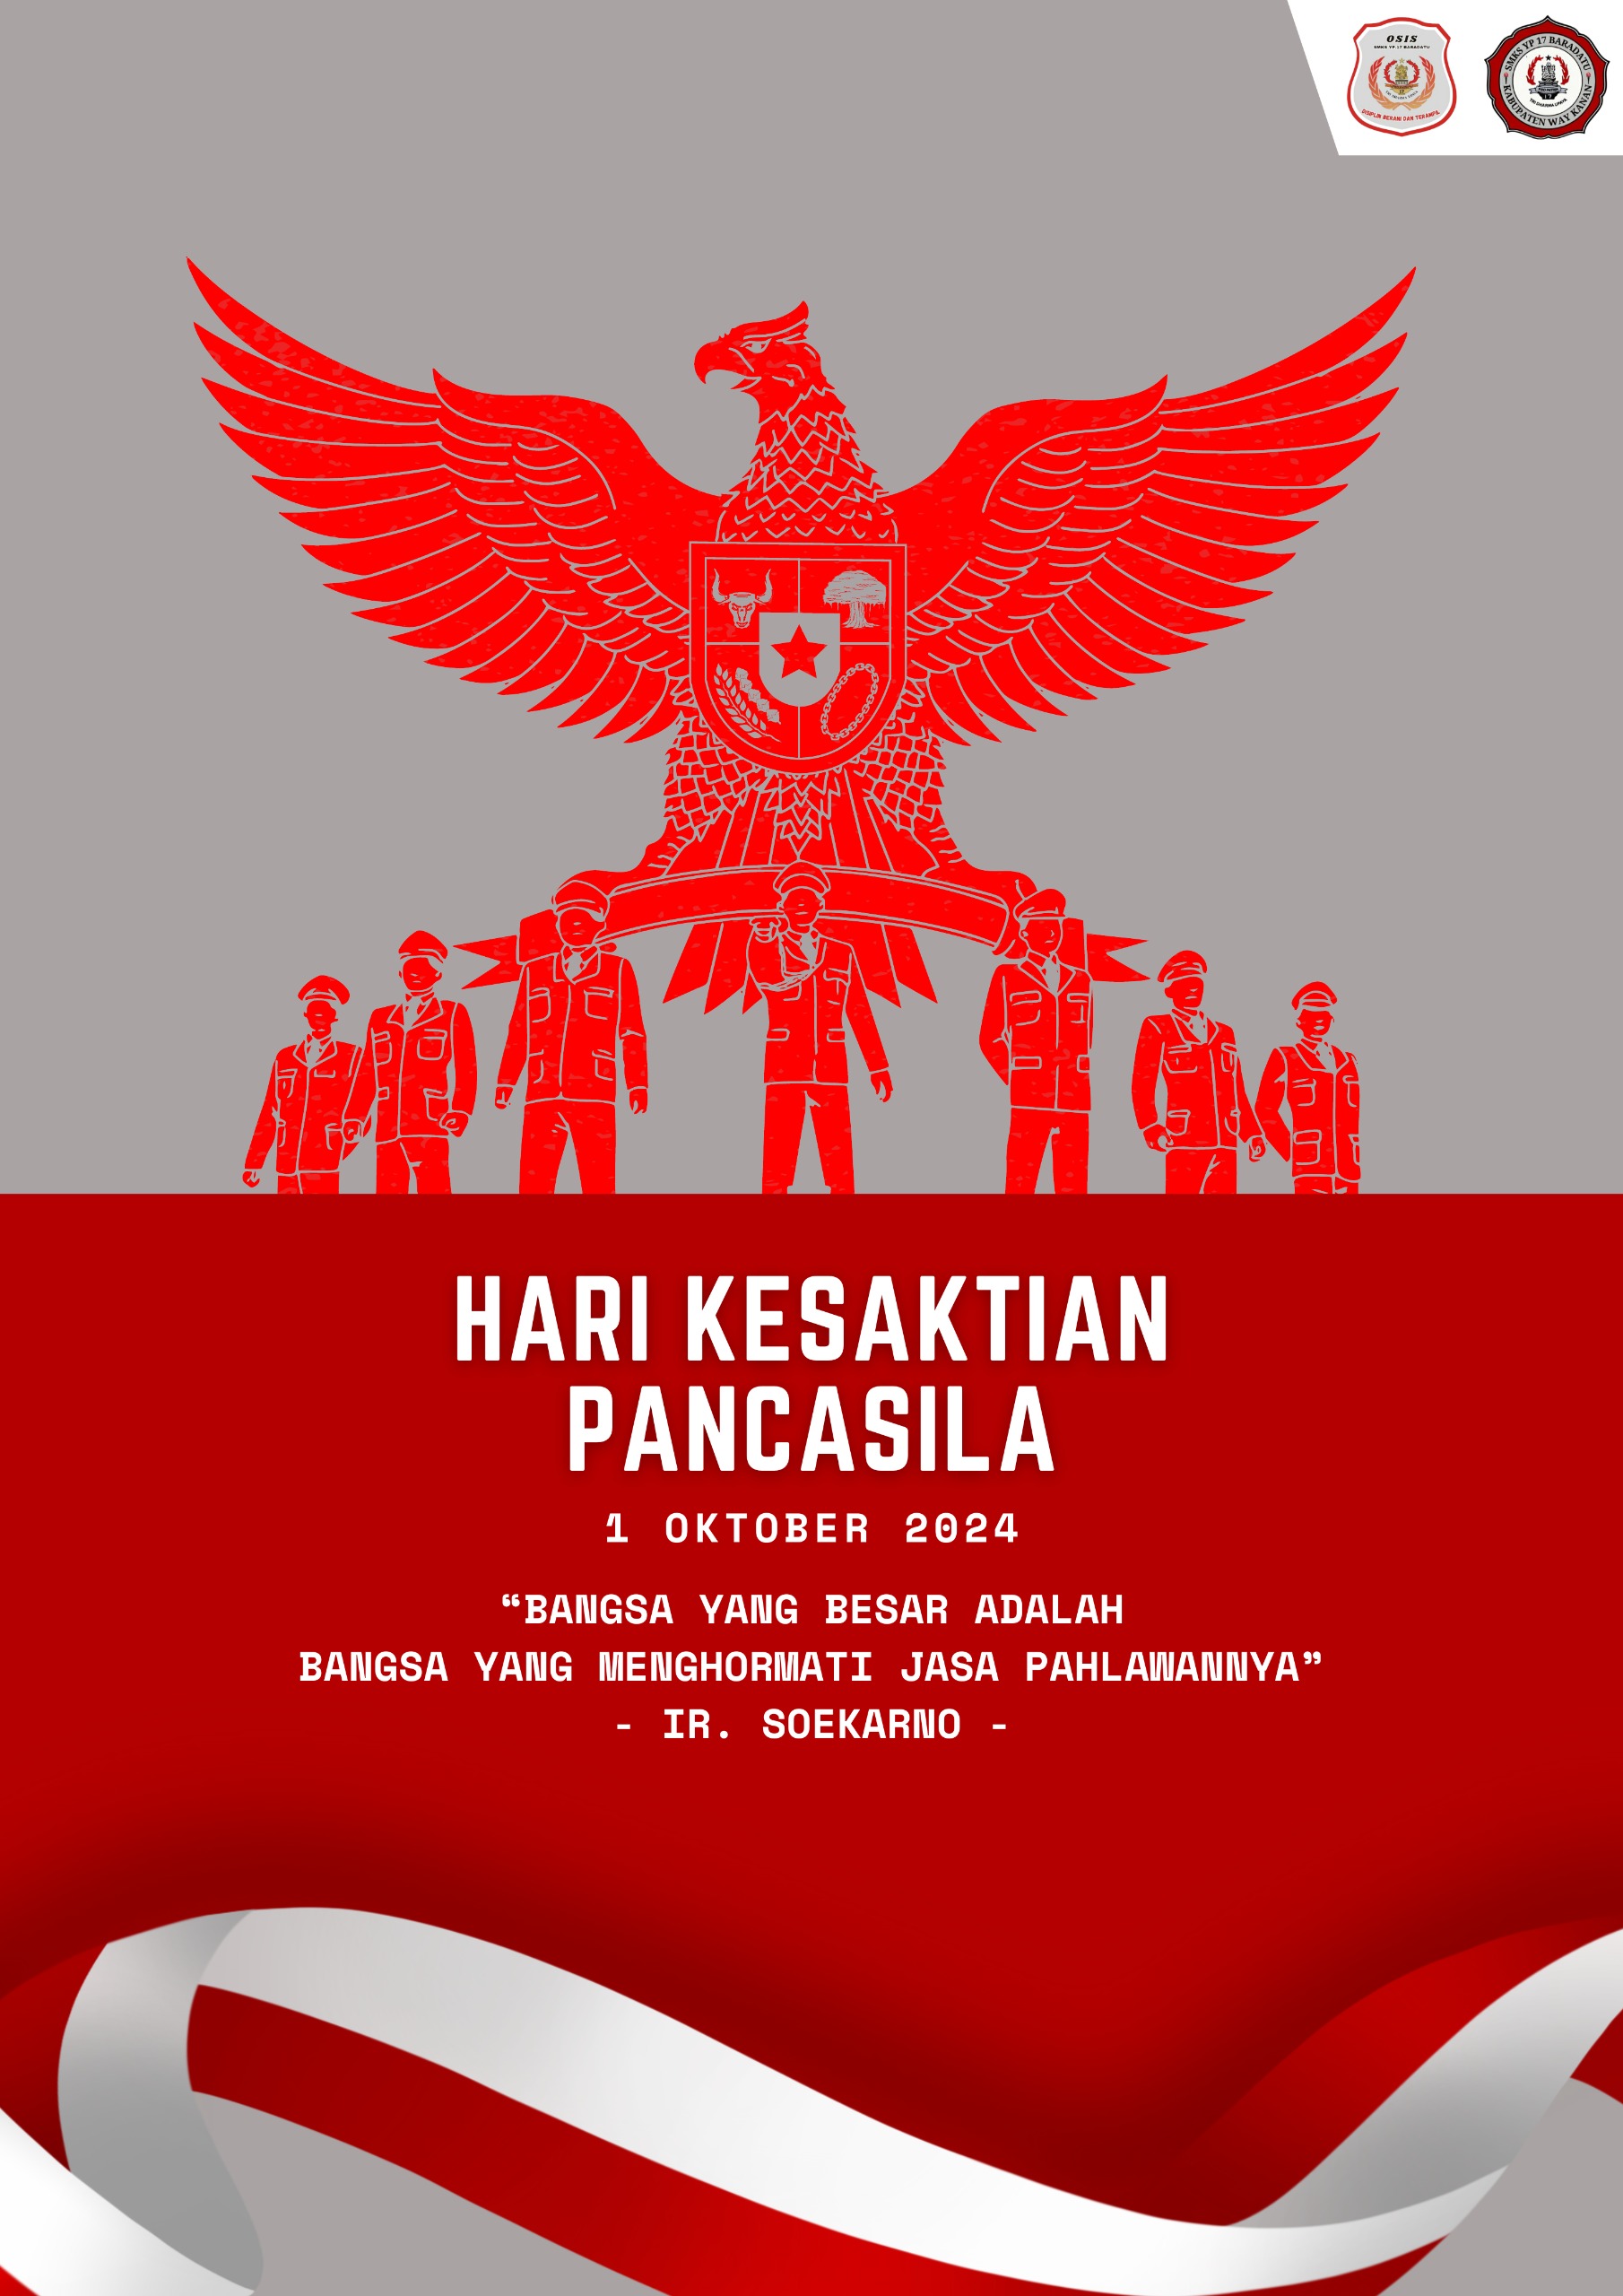 OSIS
SMKS YP 17 BARADATU
DISIPLIN BERANI DAN TERAMPIL
SMKS YP 17 BARADATU
KABUPATEN WAY KANAN
HARI KESAKTIAN
PANCASILA
1 OKTOBER 2024
“BANGSA YANG BESAR ADALAH
BANGSA YANG MENGHORMATI JASA PAHLAWANNYA”
- IR. SOEKARNO -